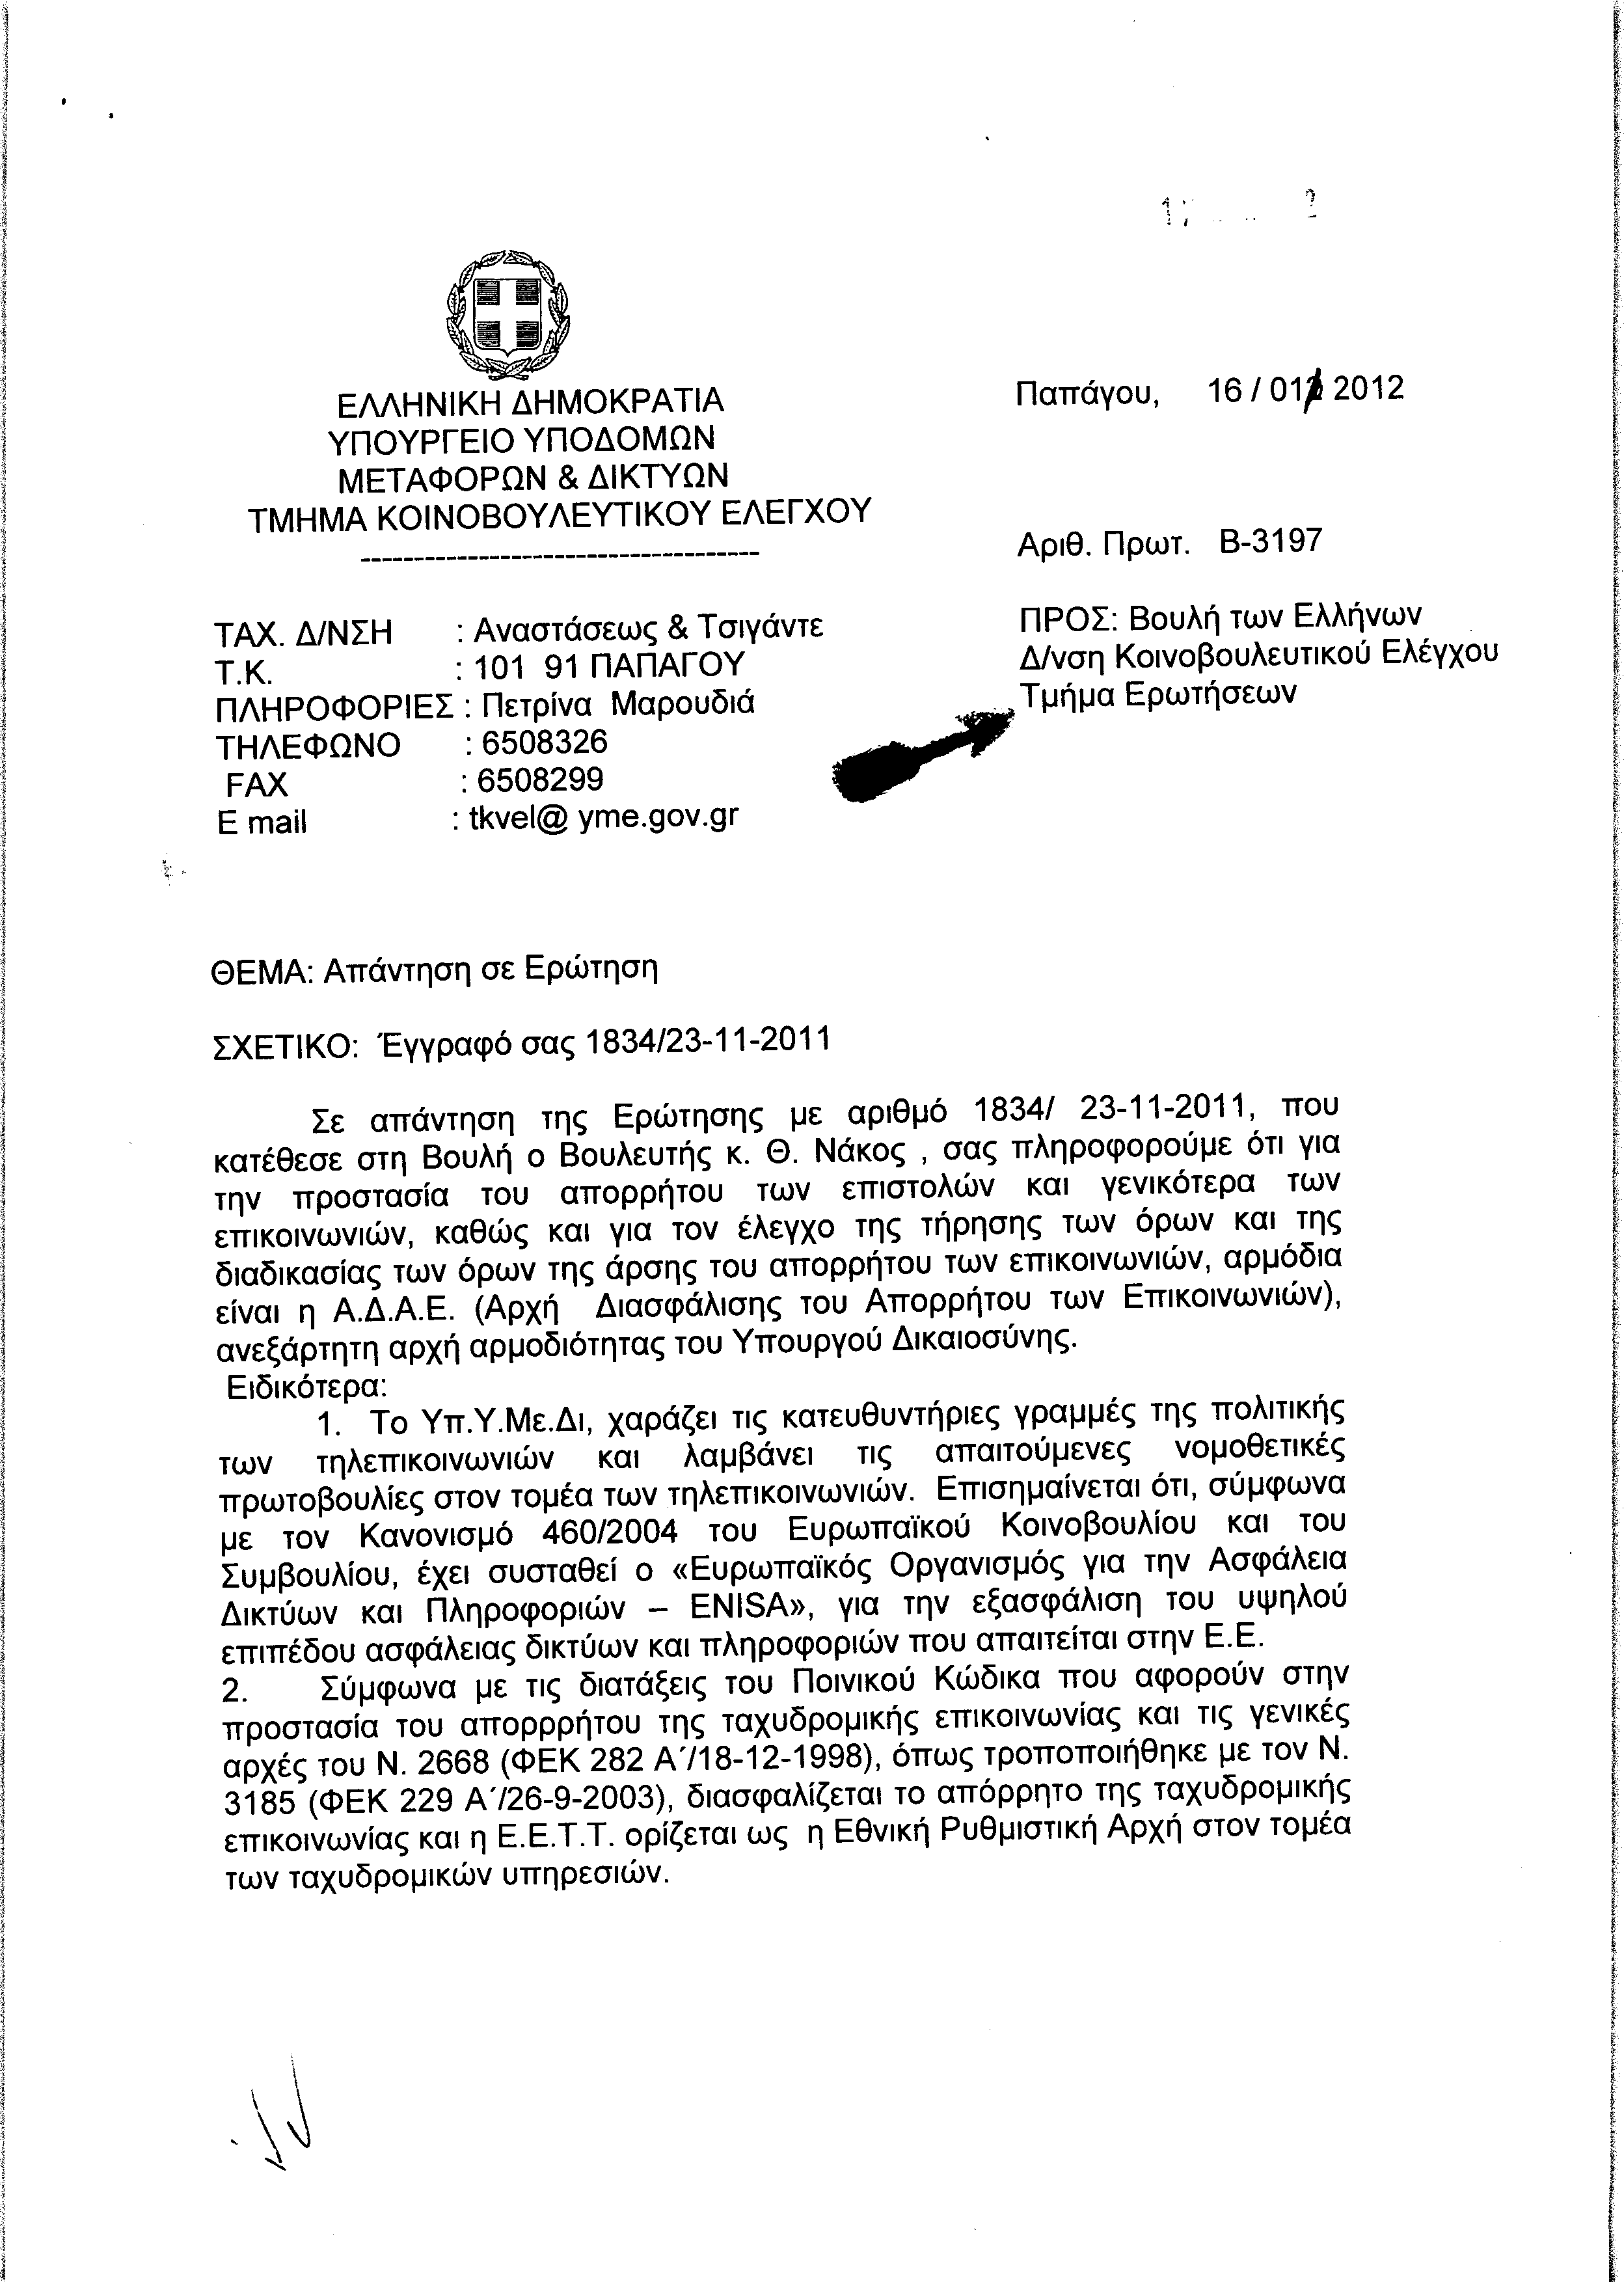 ΕΛΛΗΝΙΚΗ ΔΗΜΟΚΡΑΤΙΑ
ΥΠΟΥΡΓΕΙΟ ΥΠΟΔΟΜΩΝ
ΜΕΤΑΦΟΡΩΝ & ΔΙΚΤΥΩΝ
ΤΜΗΜΑ ΚΟΙΝΟΒΟΥΛΕΥΤΙΚΟΥ ΕΛΕΓΧΟΥ
-------------------------------------
Παπάγου, 16 / 01 / 2012
Αριθ. Πρωτ. Β-3197
ΤΑΧ. Δ/ΝΣΗ : Αναστάσεως & Τσιγάντε
Τ.Κ. : 101 91 ΠΑΠΑΓΟΥ
ΠΛΗΡΟΦΟΡΙΕΣ : Πετρίνα Μαρουδιά
ΤΗΛΕΦΩΝΟ : 6508326
FAX : 6508299
E mail : tkvel@ yme.gov.gr
ΠΡΟΣ: Βουλή των Ελλήνων
Δ/νση Κοινοβουλευτικού Ελέγχου
Τμήμα Ερωτήσεων
ΘΕΜΑ: Απάντηση σε Ερώτηση
ΣΧΕΤΙΚΟ: Έγγραφό σας 1834/23-11-2011
Σε απάντηση της Ερώτησης με αριθμό 1834/ 23-11-2011, που
κατέθεσε στη Βουλή ο Βουλευτής κ. Θ. Νάκος , σας πληροφορούμε ότι για
την προστασία του απορρήτου των επιστολών και γενικότερα των
επικοινωνιών, καθώς και για τον έλεγχο της τήρησης των όρων και της
διαδικασίας των όρων της άρσης του απορρήτου των επικοινωνιών, αρμόδια
είναι η Α.Δ.Α.Ε. (Αρχή Διασφάλισης του Απορρήτου των Επικοινωνιών),
ανεξάρτητη αρχή αρμοδιότητας του Υπουργού Δικαιοσύνης.
Ειδικότερα:
1. Το Υπ.Υ.Με.Δι, χαράζει τις κατευθυντήριες γραμμές της πολιτικής
των τηλεπικοινωνιών και λαμβάνει τις απαιτούμενες νομοθετικές
πρωτοβουλίες στον τομέα των τηλεπικοινωνιών. Επισημαίνεται ότι, σύμφωνα
με τον Κανονισμό 460/2004 του Ευρωπαϊκού Κοινοβουλίου και του
Συμβουλίου, έχει συσταθεί ο «Ευρωπαϊκός Οργανισμός για την Ασφάλεια
Δικτύων και Πληροφοριών – ENISA», για την εξασφάλιση του υψηλού
επιπέδου ασφάλειας δικτύων και πληροφοριών που απαιτείται στην Ε.Ε.
2. Σύμφωνα με τις διατάξεις του Ποινικού Κώδικα που αφορούν στην
προστασία του απορρρήτου της ταχυδρομικής επικοινωνίας και τις γενικές
αρχές του Ν. 2668 (ΦΕΚ 282 Α΄/18-12-1998), όπως τροποποιήθηκε με τον Ν.
3185 (ΦΕΚ 229 Α΄/26-9-2003), διασφαλίζεται το απόρρητο της ταχυδρομικής
επικοινωνίας και η Ε.Ε.Τ.Τ. ορίζεται ως η Εθνική Ρυθμιστική Αρχή στον τομέα
των ταχυδρομικών υπηρεσιών.